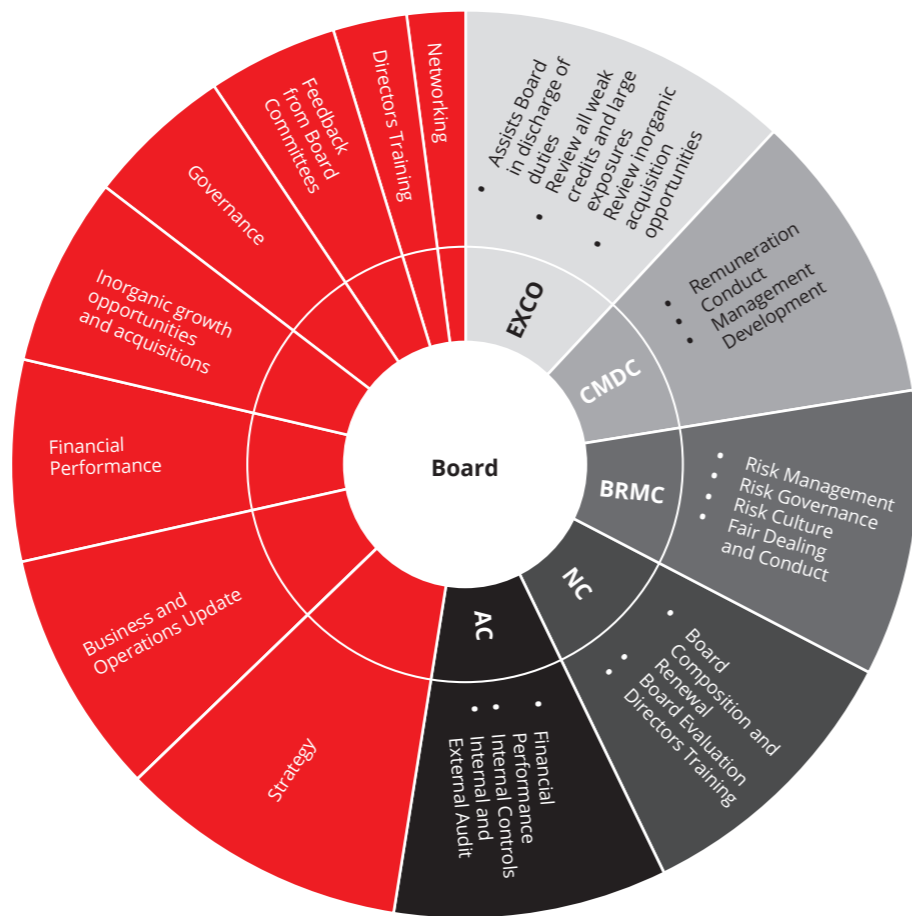 Board
EXCO
• Assists Board
in discharge of
duties
• Review all weak
credits and large
exposures
• Review inorganic
acquisition
opportunities
CMDC
• Remuneration
• Conduct
• Management
Development
BRMC
• Risk Management
• Risk Governance
• Risk Culture
• Fair Dealing
and Conduct
NC
• Board
Composition and
Renewal
• Board Evaluation
• Directors Training
AC
• Financial
Performance
• Internal Controls
• Internal and
External Audit
Strategy
Business and
Operations Update
Financial
Performance
Inorganic growth
opportunities
and acquisitions
Governance
Feedback
from Board
Committees
Directors Training
Networking